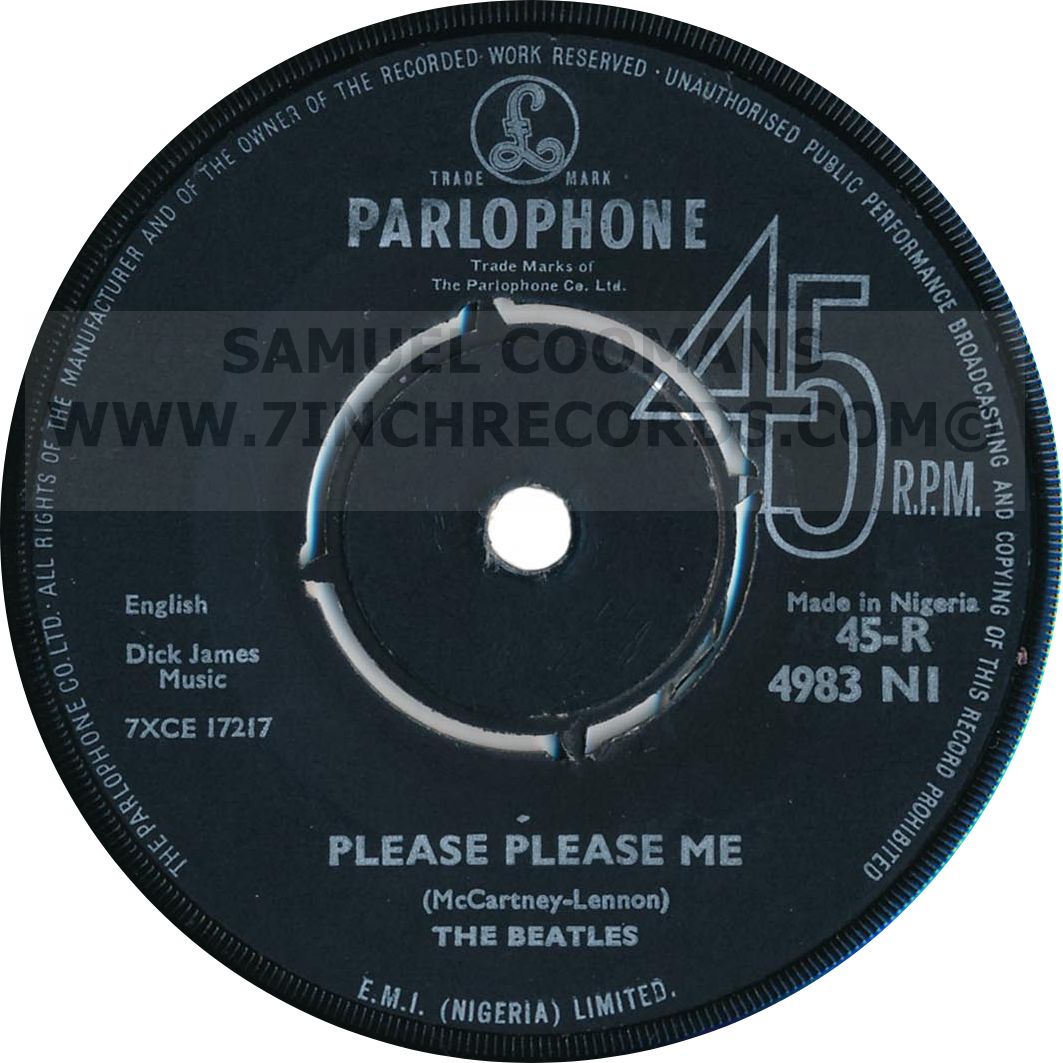 THE PARLOPHONE CO. LTD. · ALL RIGHTS OF THE MANUFACTURER AND OF THE OWNER OF THE RECORDED WORK RESERVED · UNAUTHORISED PUBLIC PERFORMANCE BROADCASTING AND COPYING OF THIS RECORD PROHIBITED
£
TRADE MARK
PARLOPHONE
Trade Marks of
The Parlophone Co. Ltd.
45
R.P.M.
SAMUEL COOMANS
WWW.7INCHRECORDS.COM©
English
Dick James
Music
7XCE 17217
Made in Nigeria
45-R
4983 NI
PLEASE PLEASE ME
(McCartney-Lennon)
THE BEATLES
E.M.I. (NIGERIA) LIMITED.